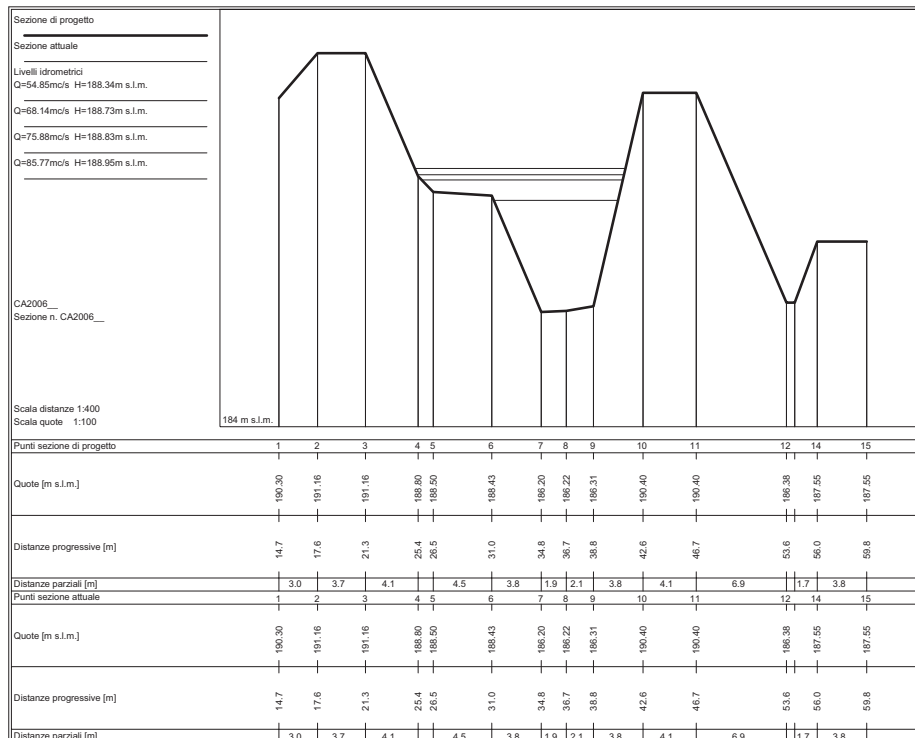 Sezione di progetto
Sezione attuale
Livelli idrometrici
Q=54.85mc/s H=188.34m s.l.m.
Q=68.14mc/s H=188.73m s.l.m.
Q=75.88mc/s H=188.83m s.l.m.
Q=85.77mc/s H=188.95m s.l.m.
CA2006__
Sezione n. CA2006__
Scala distanze 1:400
Scala quote 1:100
184 m s.l.m.
Punti sezione di progetto 1 2 3 4 5 6 7 8 9 10 11 12 14 15
Quote [m s.l.m.] 190.30 191.16 191.16 188.80 188.50 188.43 186.20 186.22 186.31 190.40 190.40 186.38 187.55 187.55
Distanze progressive [m] 14.7 17.6 21.3 25.4 26.5 31.0 34.8 36.7 38.8 42.6 46.7 53.6 56.0 59.8
Distanze parziali [m] 3.0 3.7 4.1 4.5 3.8 1.9 2.1 3.8 4.1 6.9 1.7 3.8
Punti sezione attuale 1 2 3 4 5 6 7 8 9 10 11 12 14 15
Quote [m s.l.m.] 190.30 191.16 191.16 188.80 188.50 188.43 186.20 186.22 186.31 190.40 190.40 186.38 187.55 187.55
Distanze progressive [m] 14.7 17.6 21.3 25.4 26.5 31.0 34.8 36.7 38.8 42.6 46.7 53.6 56.0 59.8
Distanze parziali [m] 3.0 3.7 4.1 4.5 3.8 1.9 2.1 3.8 4.1 6.9 1.7 3.8